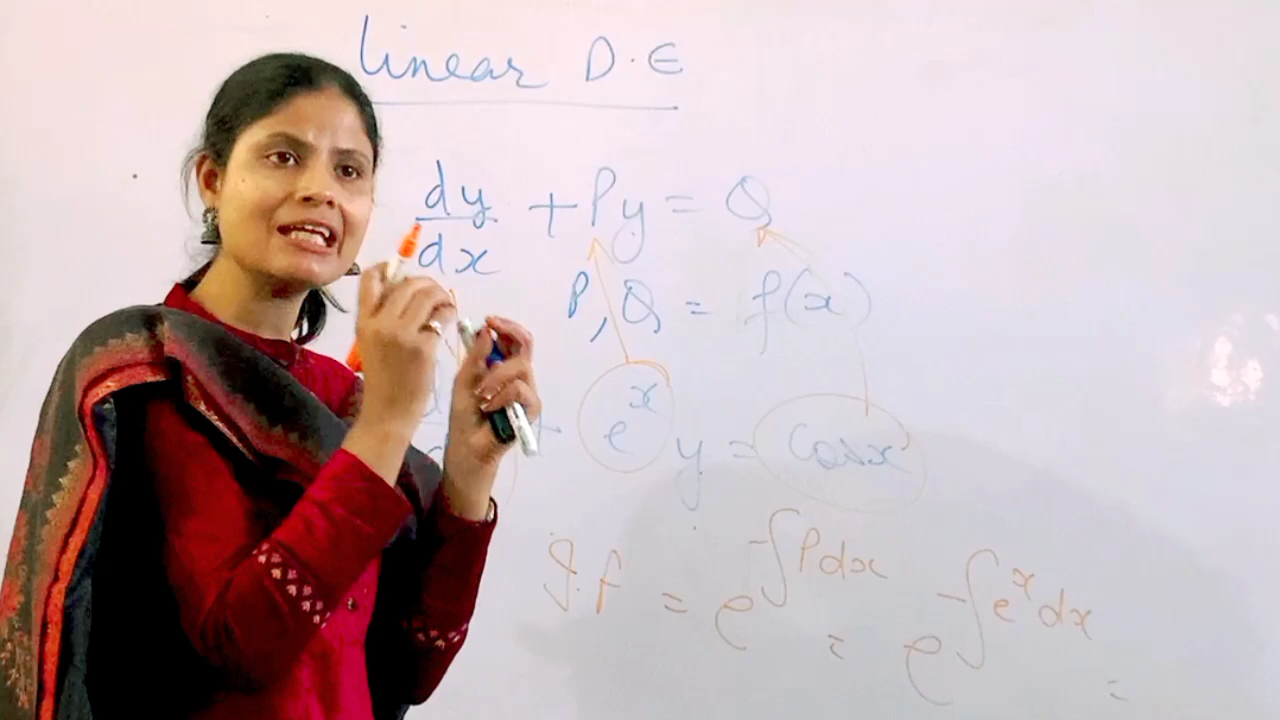 linear D.E
dy/dx + Py = Q
P, Q = f(x)
+ e^x y = cosx
I.f = e^-∫Pdx = e^-∫e^x dx =